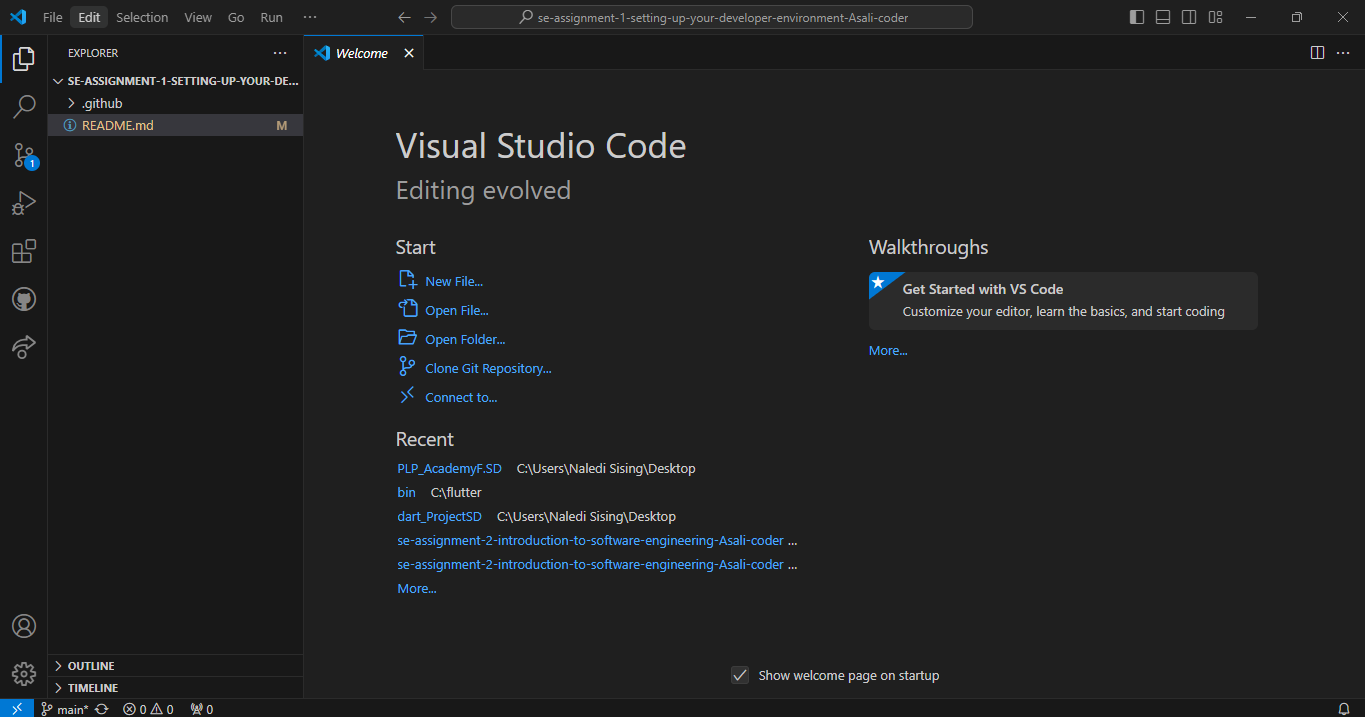 File Edit Selection View Go Run ···
se-assignment-1-setting-up-your-developer-environment-Asali-coder
EXPLORER ···
SE-ASSIGNMENT-1-SETTING-UP-YOUR-DE...
.github
README.md M
1
OUTLINE
TIMELINE
Welcome
Visual Studio Code
Editing evolved
Start
New File...
Open File...
Open Folder...
Clone Git Repository...
Connect to...
Recent
PLP_AcademyF.SD C:\Users\Naledi Sising\Desktop
bin C:\flutter
dart_ProjectSD C:\Users\Naledi Sising\Desktop
se-assignment-2-introduction-to-software-engineering-Asali-coder ...
se-assignment-2-introduction-to-software-engineering-Asali-coder ...
More...
Walkthroughs
Get Started with VS Code
Customize your editor, learn the basics, and start coding
More...
Show welcome page on startup
main* 0 0 0